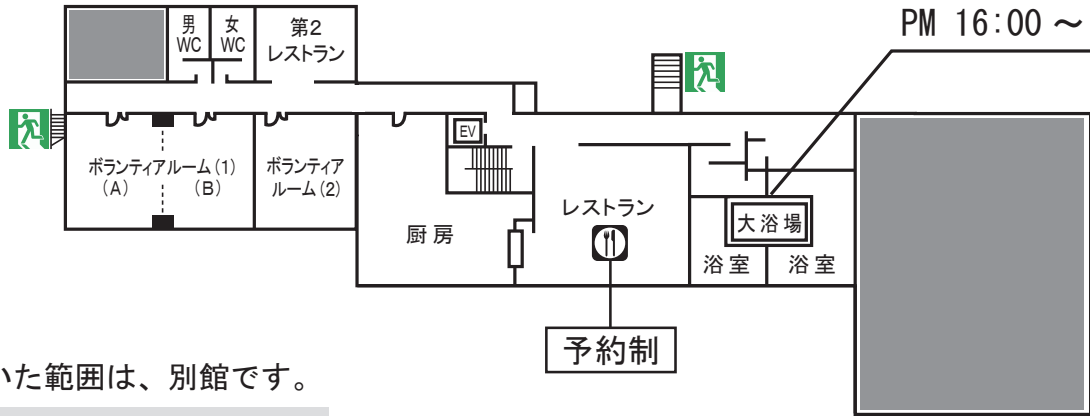 PM 16:00 ～
男
WC
女
WC
第2
レストラン
EV
ボランティアルーム(1)
(A)
(B)
ボランティア
ルーム(2)
厨房
レストラン
大浴場
浴室
浴室
予約制
いた範囲は、別館です。